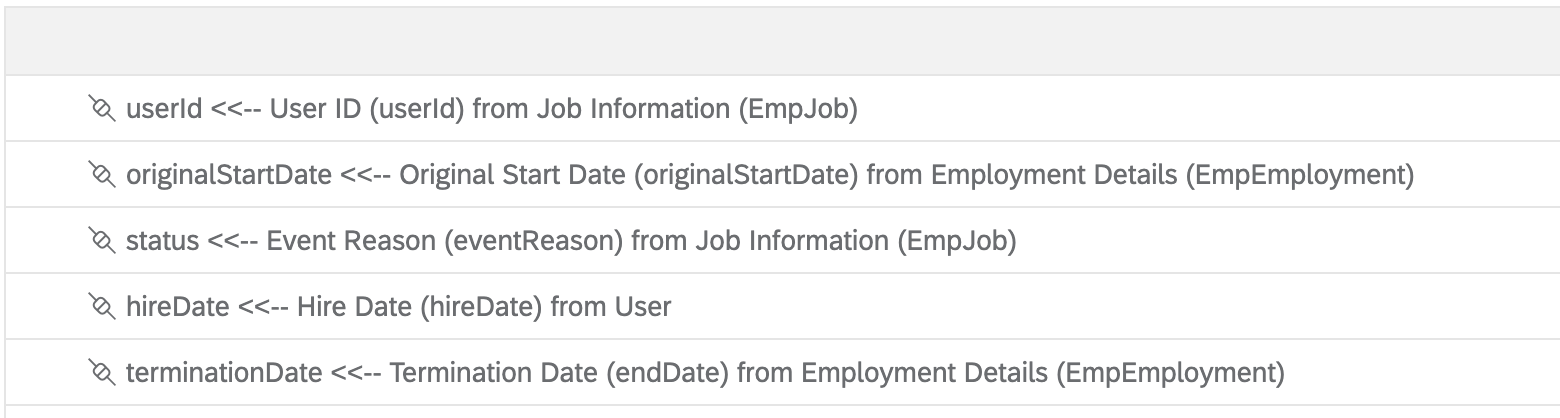 userId <<-- User ID (userId) from Job Information (EmpJob)
originalStartDate <<-- Original Start Date (originalStartDate) from Employment Details (EmpEmployment)
status <<-- Event Reason (eventReason) from Job Information (EmpJob)
hireDate <<-- Hire Date (hireDate) from User
terminationDate <<-- Termination Date (endDate) from Employment Details (EmpEmployment)